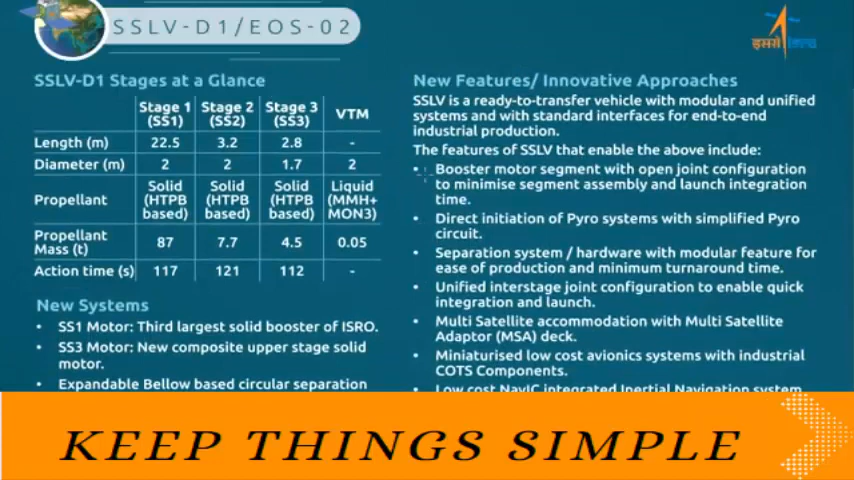 SSLV-D1/EOS-02
इसरो isro
SSLV-D1 Stages at a Glance
Stage 1 (SS1) Stage 2 (SS2) Stage 3 (SS3) VTM
Length (m) 22.5 3.2 2.8 -
Diameter (m) 2 2 1.7 2
Propellant Solid (HTPB based) Solid (HTPB based) Solid (HTPB based) Liquid (MMH+ MON3)
Propellant Mass (t) 87 7.7 4.5 0.05
Action time (s) 117 121 112 -
New Systems
• SS1 Motor: Third largest solid booster of ISRO.
• SS3 Motor: New composite upper stage solid
motor.
• Expandable Bellow based circular separation
New Features/ Innovative Approaches
SSLV is a ready-to-transfer vehicle with modular and unified
systems and with standard interfaces for end-to-end
industrial production.
The features of SSLV that enable the above include:
• Booster motor segment with open joint configuration
to minimise segment assembly and launch integration
time.
• Direct initiation of Pyro systems with simplified Pyro
circuit.
• Separation system / hardware with modular feature for
ease of production and minimum turnaround time.
• Unified interstage joint configuration to enable quick
integration and launch.
• Multi Satellite accommodation with Multi Satellite
Adaptor (MSA) deck.
• Miniaturised low cost avionics systems with industrial
COTS Components.
• Low cost NavIC integrated Inertial Navigation system
KEEP THINGS SIMPLE